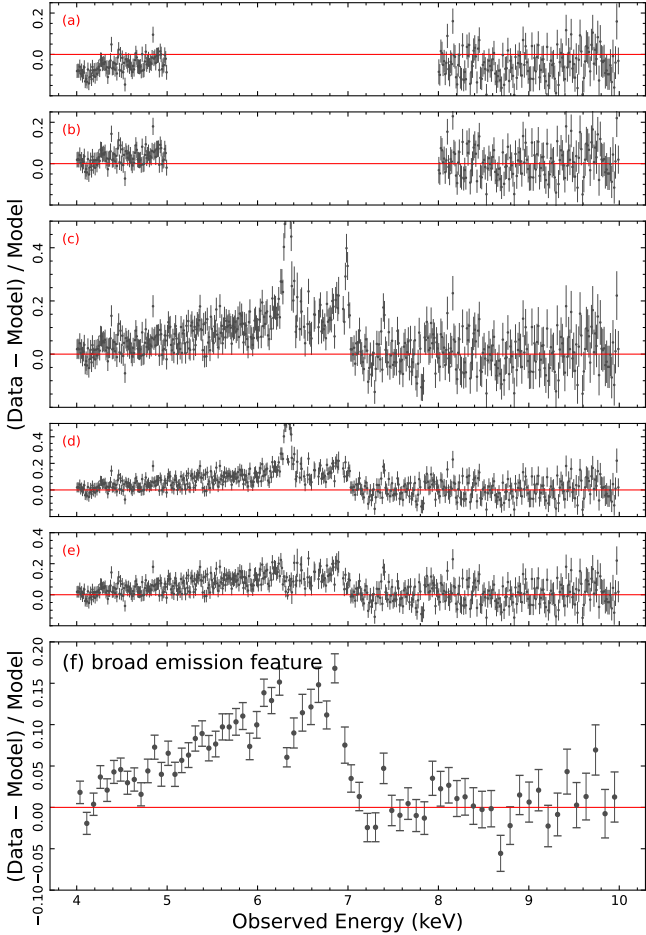 (a)
0.2
0.0
(b)
0.2
0.0
(c)
0.4
0.2
0.0
(d)
0.4
0.2
0.0
(e)
0.4
0.2
0.0
(Data − Model) / Model
(f) broad emission feature
0.20
0.15
0.10
0.05
0.00
−0.05
−0.10
(Data − Model) / Model
4 5 6 7 8 9 10
Observed Energy (keV)